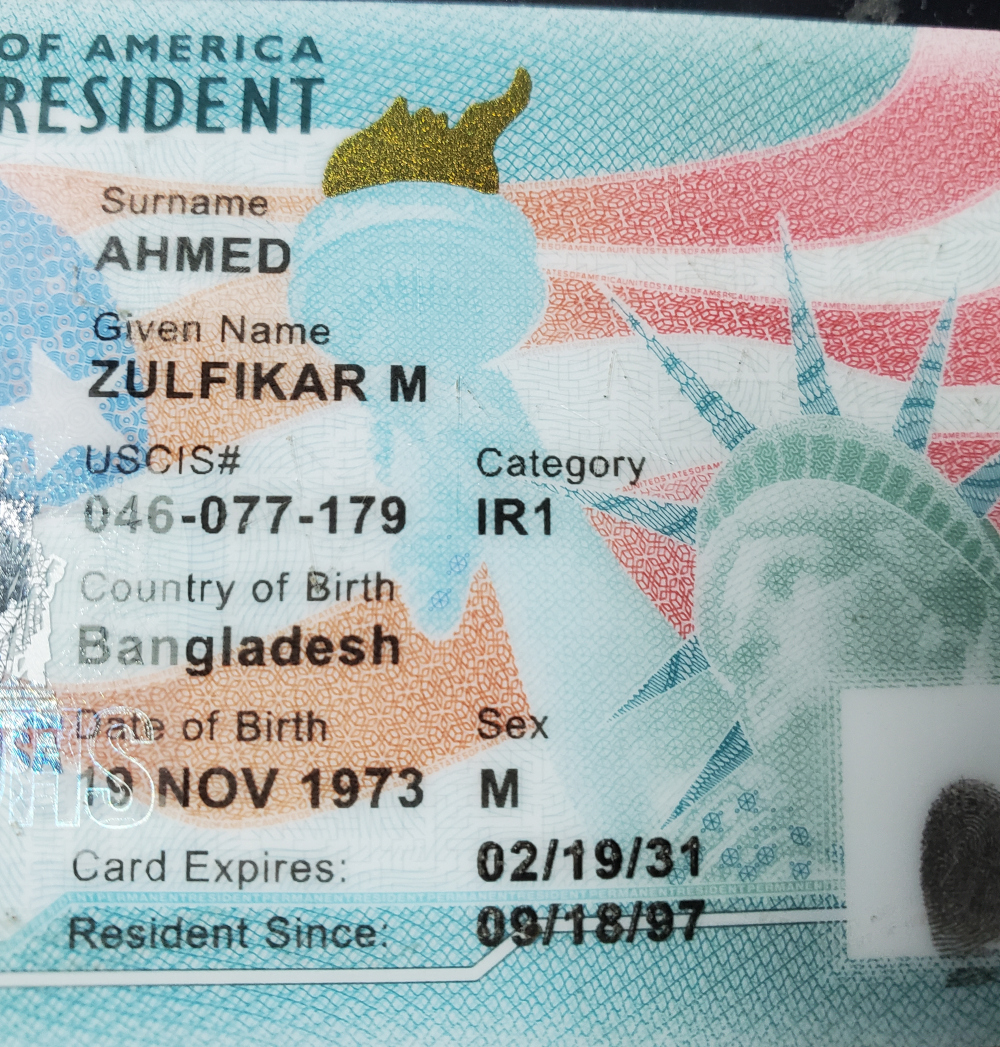 OF AMERICA
RESIDENT
Surname
AHMED
Given Name
ZULFIKAR M
USCIS#
046-077-179
Category
IR1
Country of Birth
Bangladesh
Date of Birth
19 NOV 1973
Sex
M
Card Expires:
02/19/31
Resident Since:
09/18/97